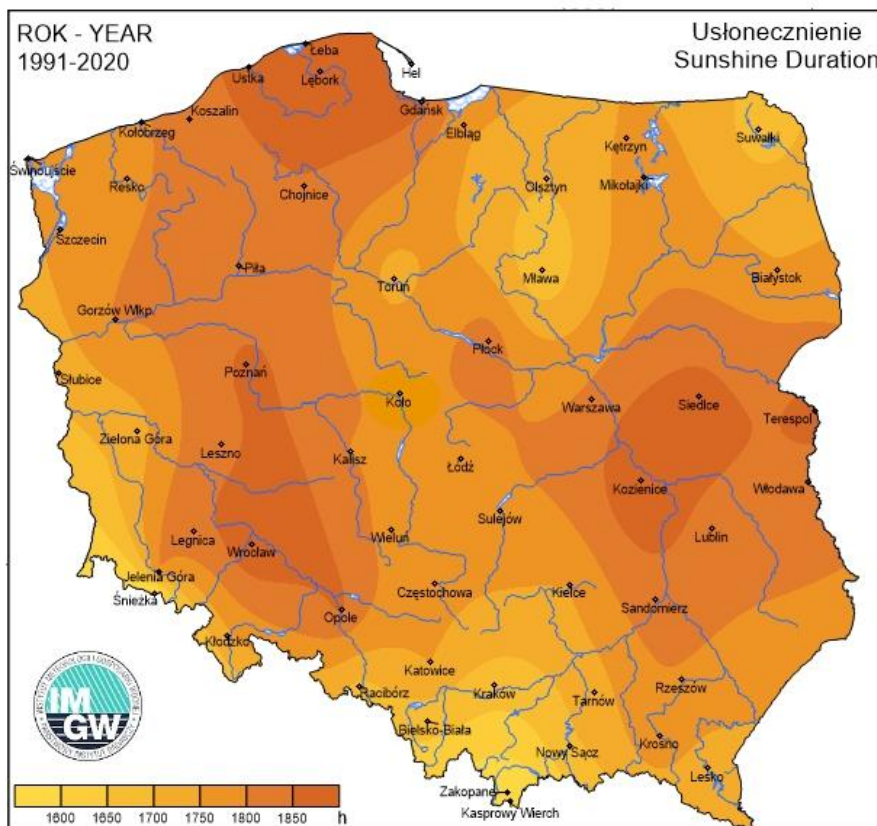 ROK - YEAR
1991-2020
Usłonecznienie
Sunshine Duration
Łeba
Hel
Ustka
Lębork
Gdańsk
Koszalin
Kołobrzeg
Elbląg
Suwałki
Kętrzyn
Świnoujście
Resko
Chojnice
Olsztyn
Mikołajki
Szczecin
Piła
Toruń
Mława
Białystok
Gorzów Wlkp.
Płock
Słubice
Poznań
Koło
Warszawa
Siedlce
Terespol
Zielona Góra
Leszno
Kalisz
Łódź
Kozienice
Włodawa
Sulejów
Legnica
Wrocław
Wieluń
Lublin
Jelenia Góra
Śnieżka
Częstochowa
Kielce
Opole
Sandomierz
Kłodzko
Katowice
Racibórz
Kraków
Tarnów
Rzeszów
Bielsko-Biała
Nowy Sącz
Krosno
Lesko
Zakopane
Kasprowy Wierch
IM
GW
1600 1650 1700 1750 1800 1850 h